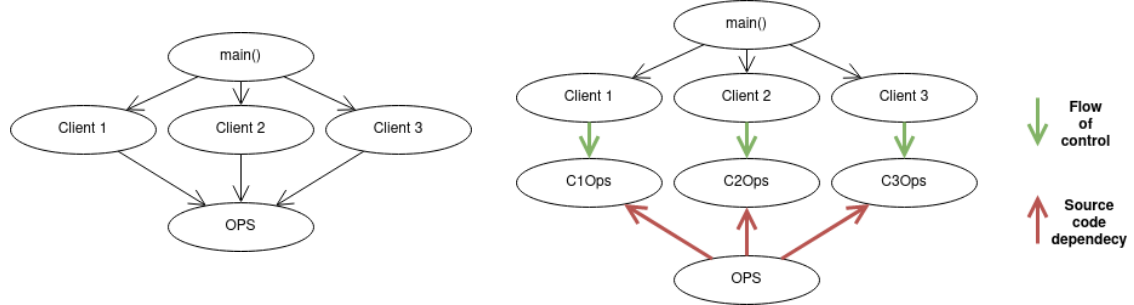 main()
Client 1
Client 2
Client 3
OPS
main()
Client 1
Client 2
Client 3
C1Ops
C2Ops
C3Ops
OPS
Flow
of
control
Source
code
dependecy